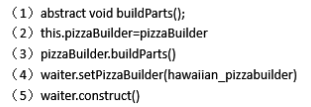 （1）abstract void buildParts();
（2）this.pizzaBuilder=pizzaBuilder
（3）pizzaBuilder.buildParts()
（4）waiter.setPizzaBuilder(hawaiian_pizzabuilder)
（5）waiter.construct()